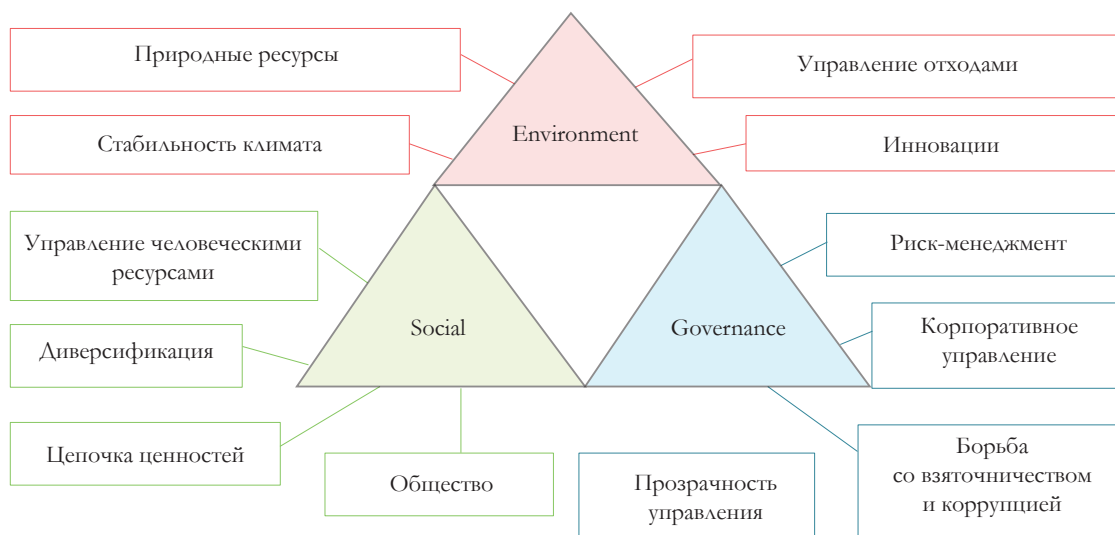 Природные ресурсы
Управление отходами
Environment
Стабильность климата
Инновации
Управление человеческими
ресурсами
Риск-менеджмент
Social
Governance
Диверсификация
Корпоративное
управление
Цепочка ценностей
Общество
Прозрачность
управления
Борьба
со взяточничеством
и коррупцией